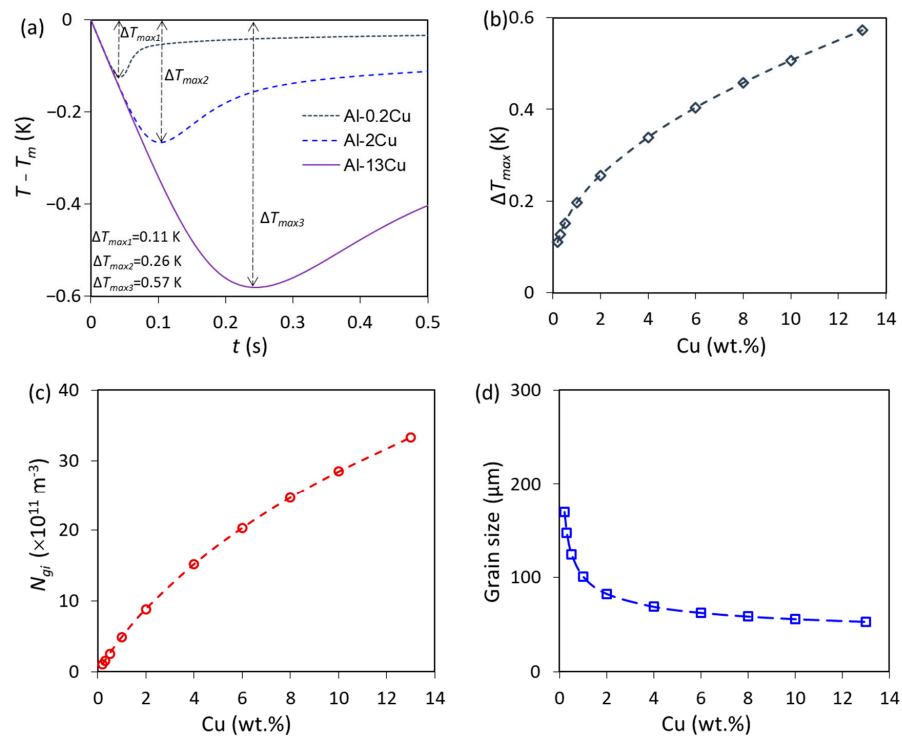 (a)
0
−0.2
−0.4
−0.6
T - Tm (K)
ΔTmax1
ΔTmax2
ΔTmax3
Al-0.2Cu
Al-2Cu
Al-13Cu
ΔTmax1=0.11 K
ΔTmax2=0.26 K
ΔTmax3=0.57 K
0 0.1 0.2 0.3 0.4 0.5
t (s)
(b)
0.6
0.4
0.2
0
ΔTmax (K)
0 2 4 6 8 10 12 14
Cu (wt.%)
(c)
40
30
20
10
0
Ngi (×10¹¹ m⁻³)
0 2 4 6 8 10 12 14
Cu (wt.%)
(d)
300
200
100
0
Grain size (µm)
0 2 4 6 8 10 12 14
Cu (wt.%)